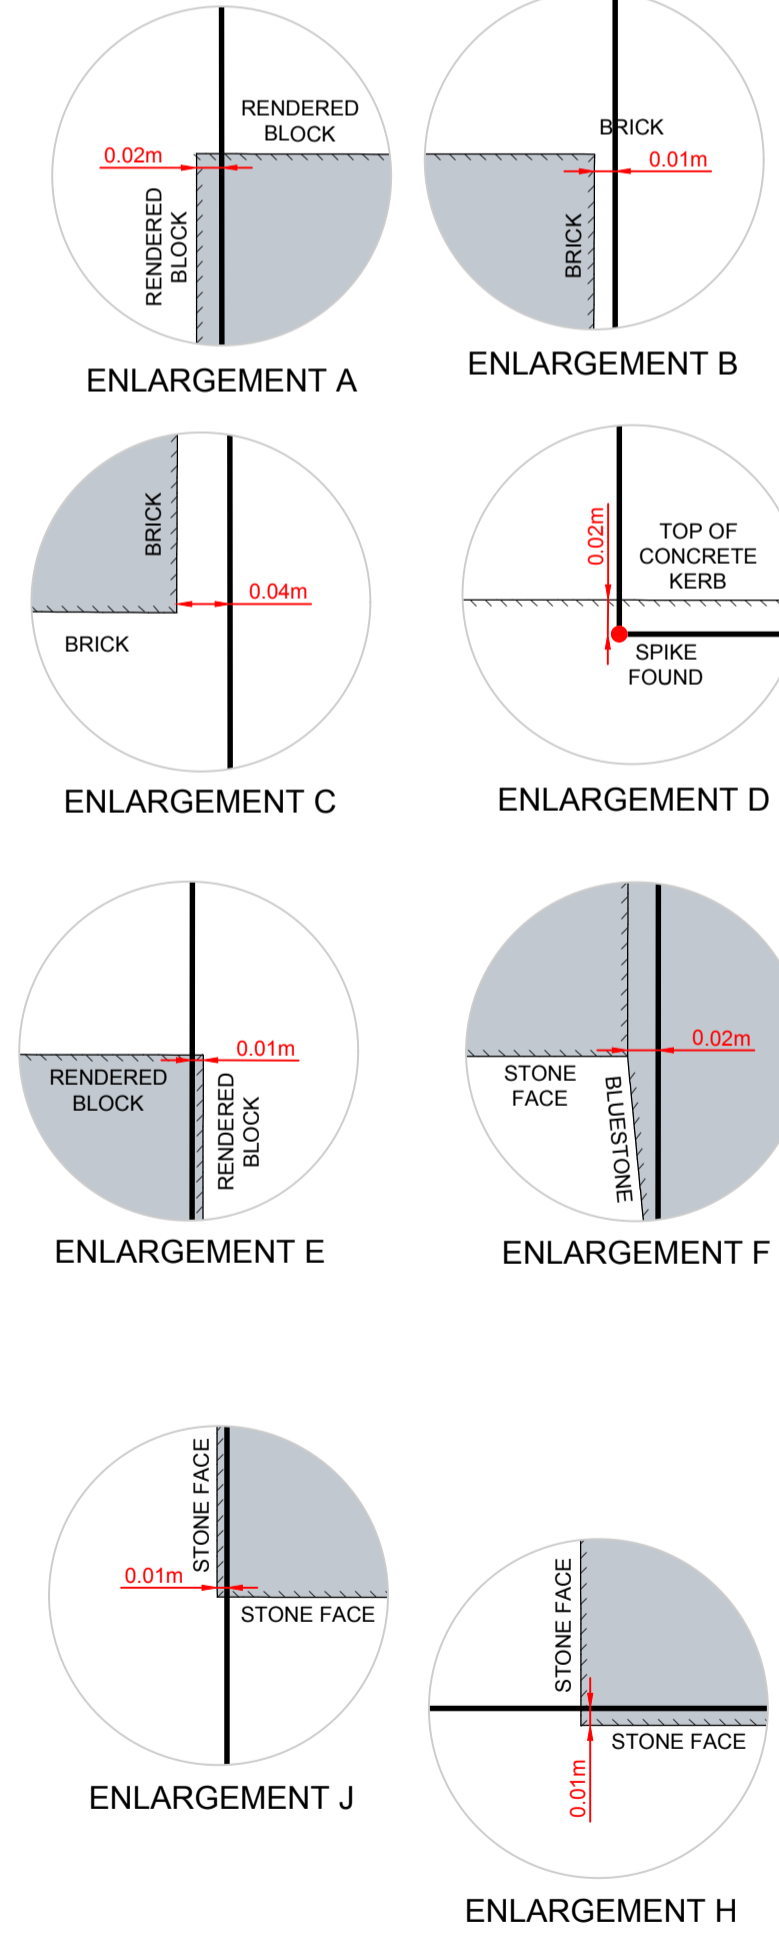 RENDERED
BLOCK
0.02m
RENDERED
BLOCK
ENLARGEMENT A
BRICK
0.01m
BRICK
ENLARGEMENT B
BRICK
0.04m
BRICK
ENLARGEMENT C
0.02m
TOP OF
CONCRETE
KERB
SPIKE
FOUND
ENLARGEMENT D
0.01m
RENDERED
BLOCK
RENDERED
BLOCK
ENLARGEMENT E
0.02m
STONE
FACE
BLUESTONE
ENLARGEMENT F
STONE FACE
0.01m
STONE FACE
ENLARGEMENT J
STONE FACE
STONE FACE
0.01m
ENLARGEMENT H